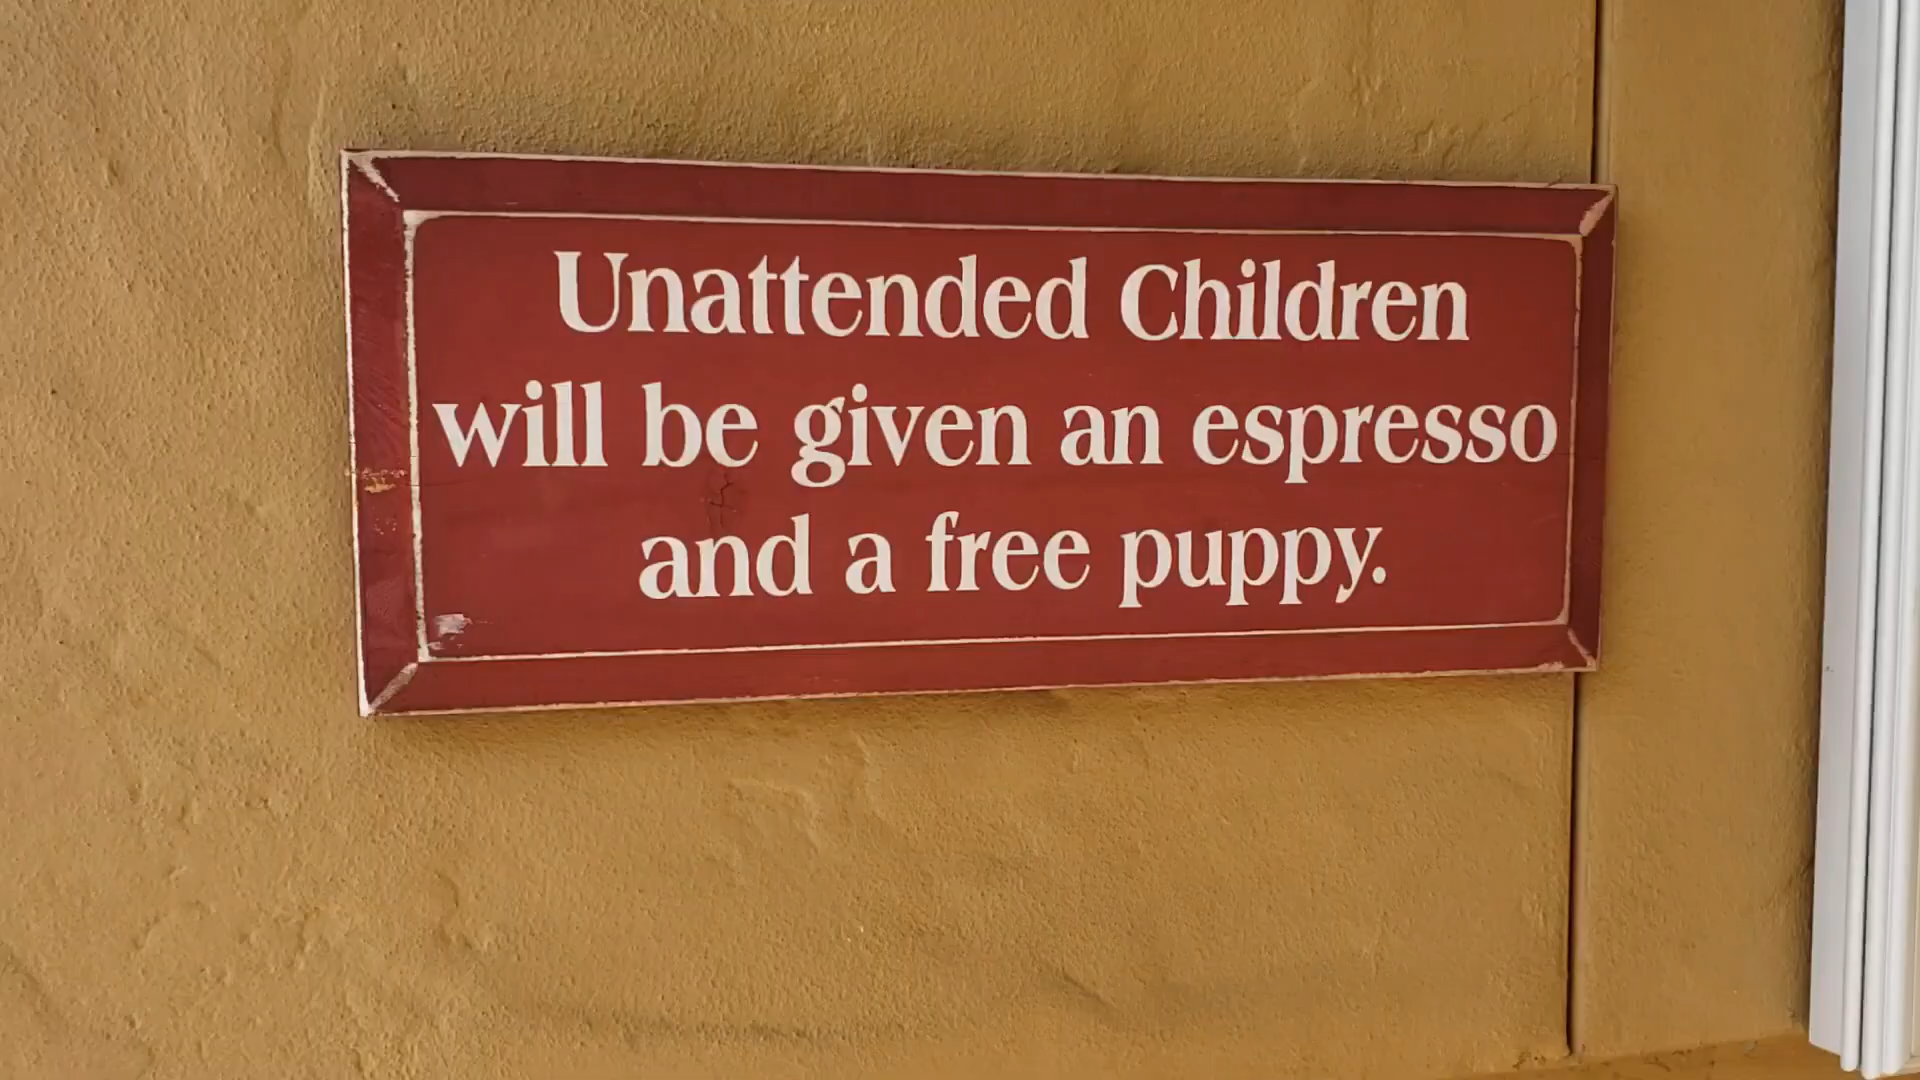 Unattended Children
will be given an espresso
and a free puppy.